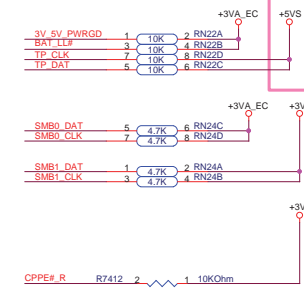 +3VA_EC +5VS
3V_5V_PWRGD 1 10K 2 RN22A
BAT_LL# 3 10K 4 RN22B
TP_CLK 7 10K 8 RN22D
TP_DAT 5 10K 6 RN22C
+3VA_EC +3V
SMB0_DAT 5 4.7K 6 RN24C
SMB0_CLK 7 4.7K 8 RN24D
SMB1_DAT 1 4.7K 2 RN24A
SMB1_CLK 3 4.7K 4 RN24B
+3V
CPPE#_R R7412 2 1 10KOhm